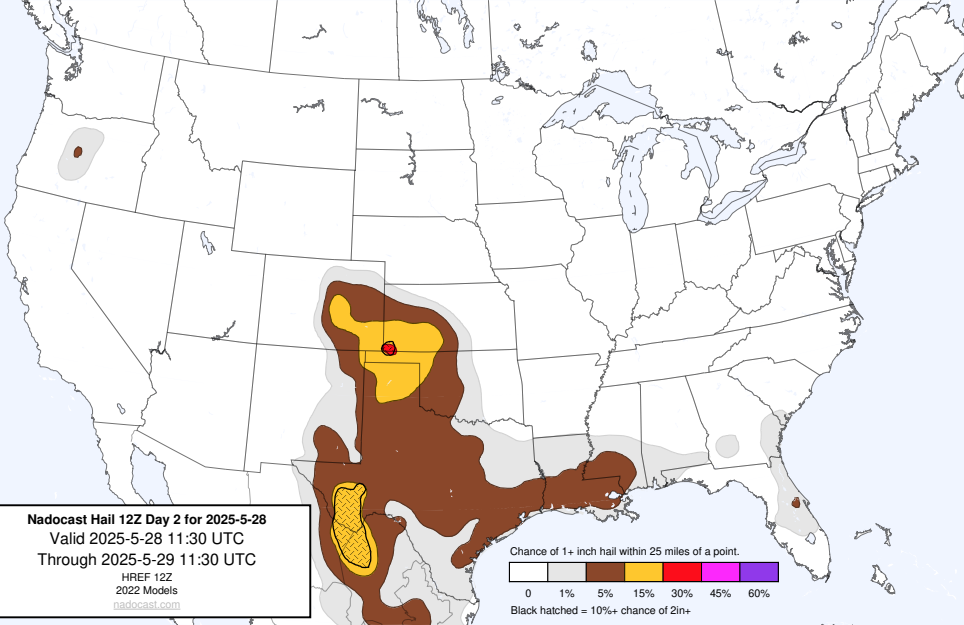 Nadocast Hail 12Z Day 2 for 2025-5-28
Valid 2025-5-28 11:30 UTC
Through 2025-5-29 11:30 UTC
HREF 12Z
2022 Models
nadocast.com
Chance of 1+ inch hail within 25 miles of a point.
0 1% 5% 15% 30% 45% 60%
Black hatched = 10%+ chance of 2in+